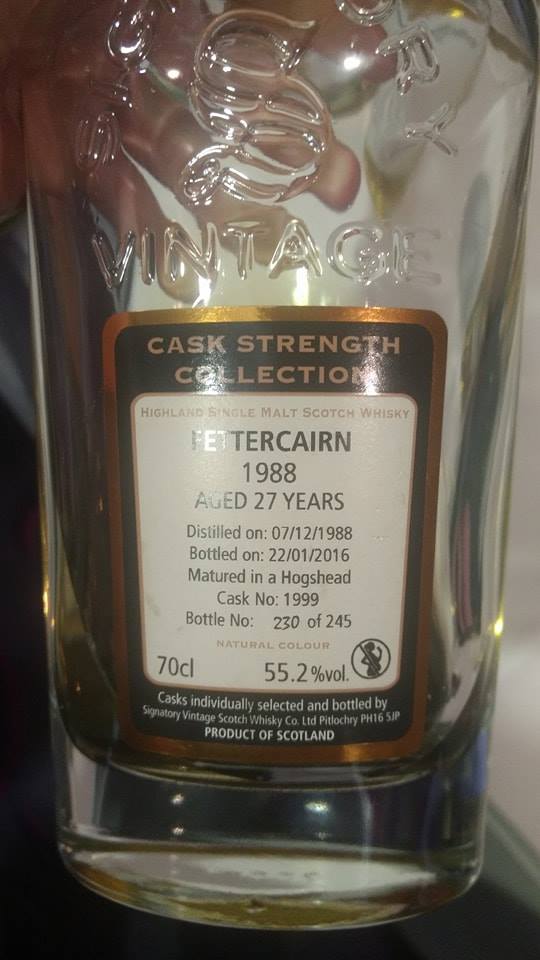 VINTAGE
CASK STRENGTH
COLLECTION
HIGHLAND SINGLE MALT SCOTCH WHISKY
FETTERCAIRN
1988
AGED 27 YEARS
Distilled on: 07/12/1988
Bottled on: 22/01/2016
Matured in a Hogshead
Cask No: 1999
Bottle No: 230 of 245
NATURAL COLOUR
70cl 55.2%vol.
Casks individually selected and bottled by
Signatory Vintage Scotch Whisky Co. Ltd Pitlochry PH16 5JP
PRODUCT OF SCOTLAND